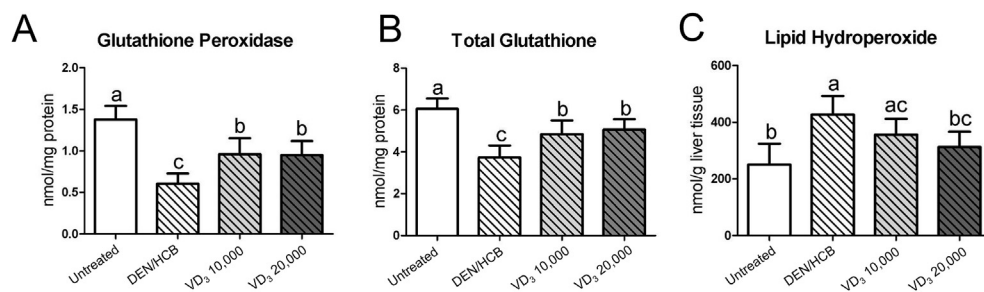 A
Glutathione Peroxidase
nmol/mg protein
2.0
1.5
1.0
0.5
0.0
a
c
b
b
Untreated
DEN/HCB
VD₃ 10,000
VD₃ 20,000
B
Total Glutathione
nmol/mg protein
8
6
4
2
0
a
c
b
b
Untreated
DEN/HCB
VD₃ 10,000
VD₃ 20,000
C
Lipid Hydroperoxide
nmol/g liver tissue
600
400
200
0
b
a
ac
bc
Untreated
DEN/HCB
VD₃ 10,000
VD₃ 20,000